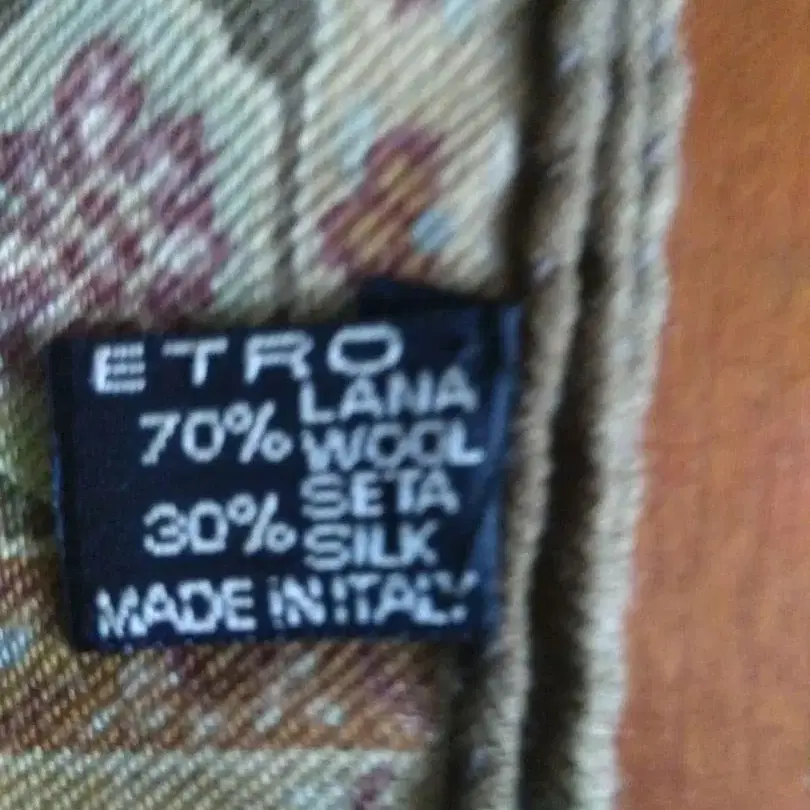 ETRO
70% LANA
WOOL
30% SETA
SILK
MADE IN ITALY